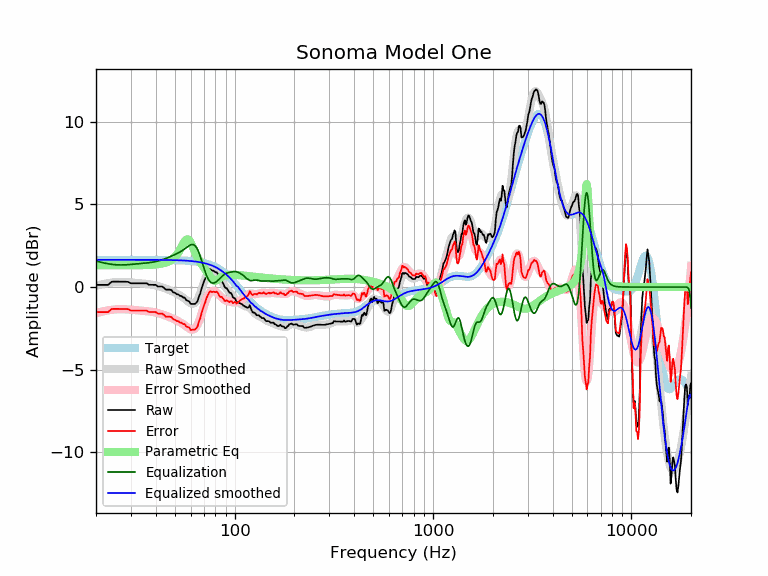 Sonoma Model One
Amplitude (dBr)
10
5
0
−5
−10
Target
Raw Smoothed
Error Smoothed
Raw
Error
Parametric Eq
Equalization
Equalized smoothed
100
1000
10000
Frequency (Hz)